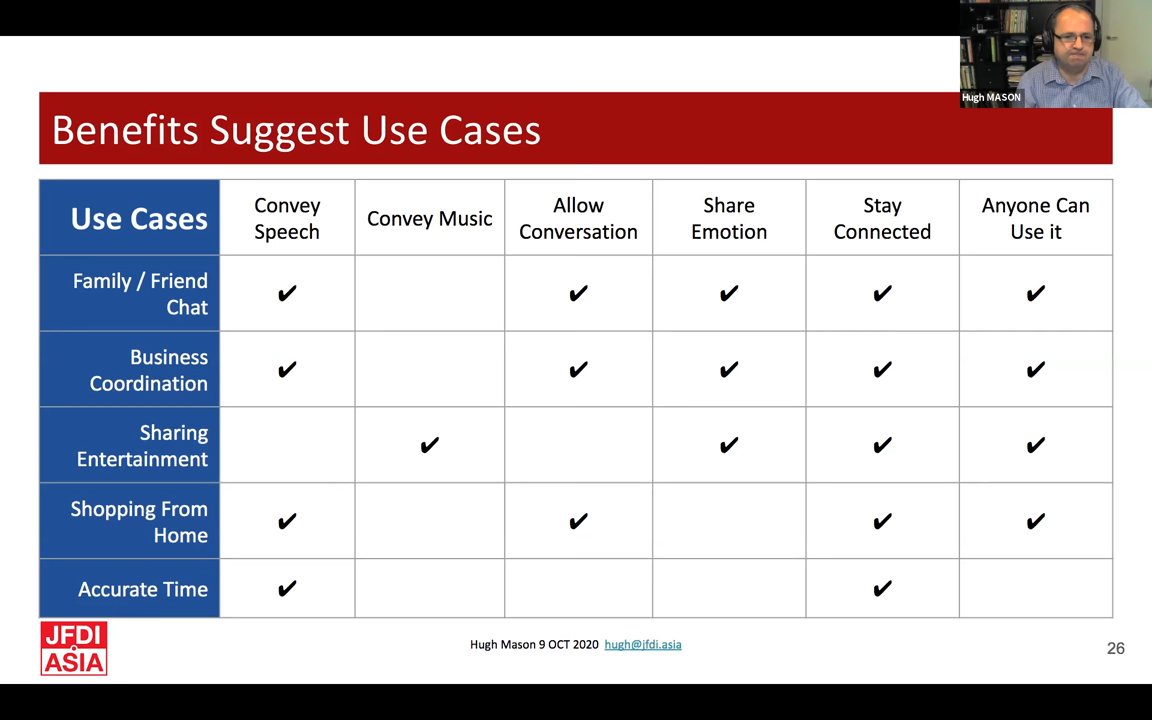 Hugh MASON
Benefits Suggest Use Cases
Use Cases
Convey
Speech
Convey Music
Allow
Conversation
Share
Emotion
Stay
Connected
Anyone Can
Use it
Family / Friend
Chat
✔ ✔ ✔ ✔ ✔
Business
Coordination
✔ ✔ ✔ ✔ ✔
Sharing
Entertainment
✔ ✔ ✔ ✔
Shopping From
Home
✔ ✔ ✔ ✔
Accurate Time
✔ ✔
JFDI
ASIA
Hugh Mason 9 OCT 2020 hugh@jfdi.asia
26